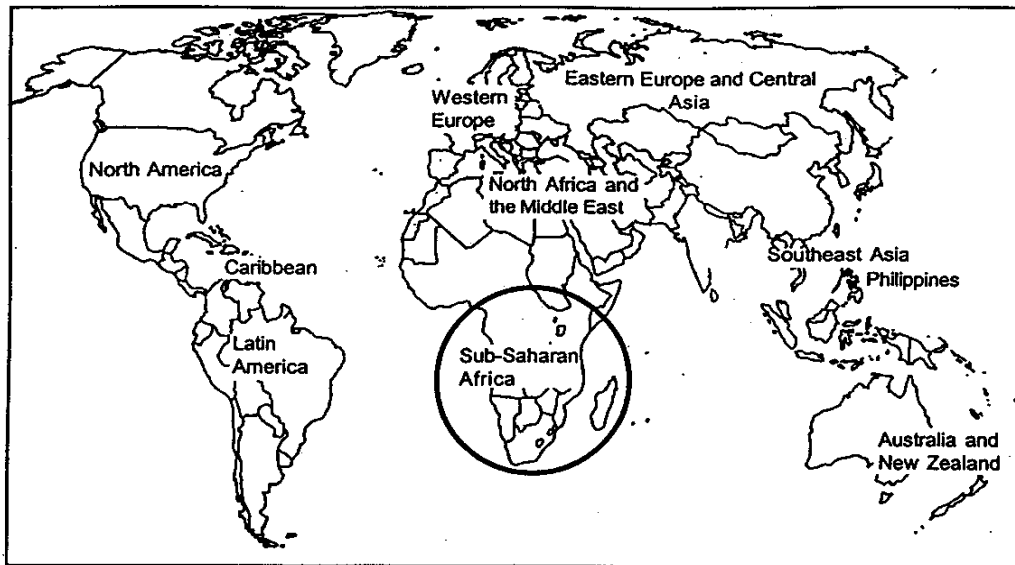 Eastern Europe and Central
Asia
Western
Europe
North America
North Africa and
the Middle East
Southeast Asia
Philippines
Caribbean
Latin
America
Sub-Saharan
Africa
Australia and
New Zealand